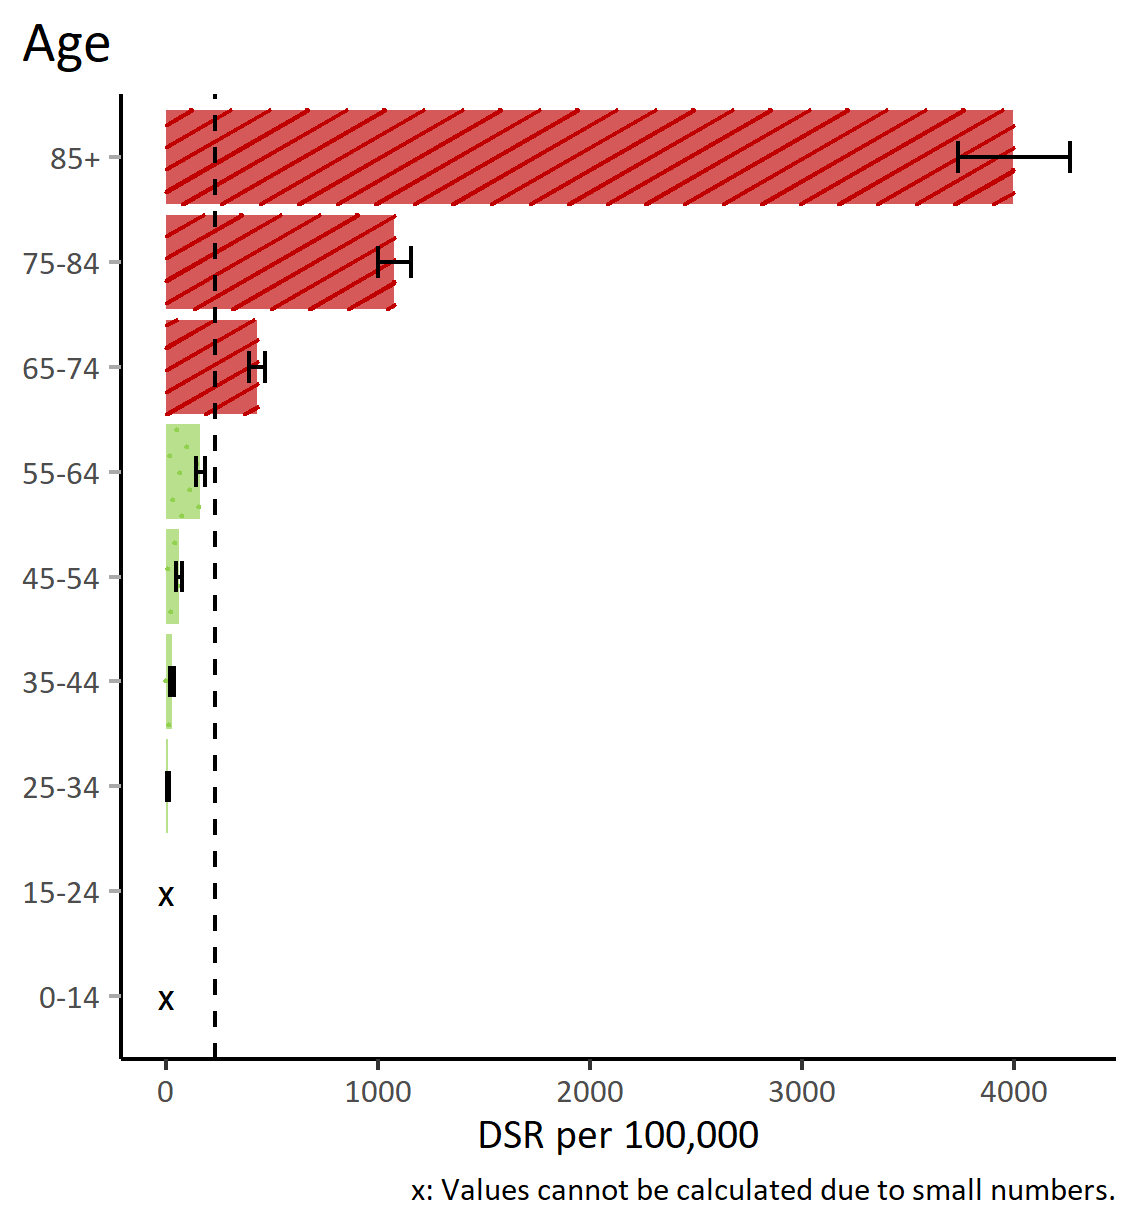 Age
85+
75-84
65-74
55-64
45-54
35-44
25-34
15-24 x
0-14 x
0 1000 2000 3000 4000
DSR per 100,000
x: Values cannot be calculated due to small numbers.